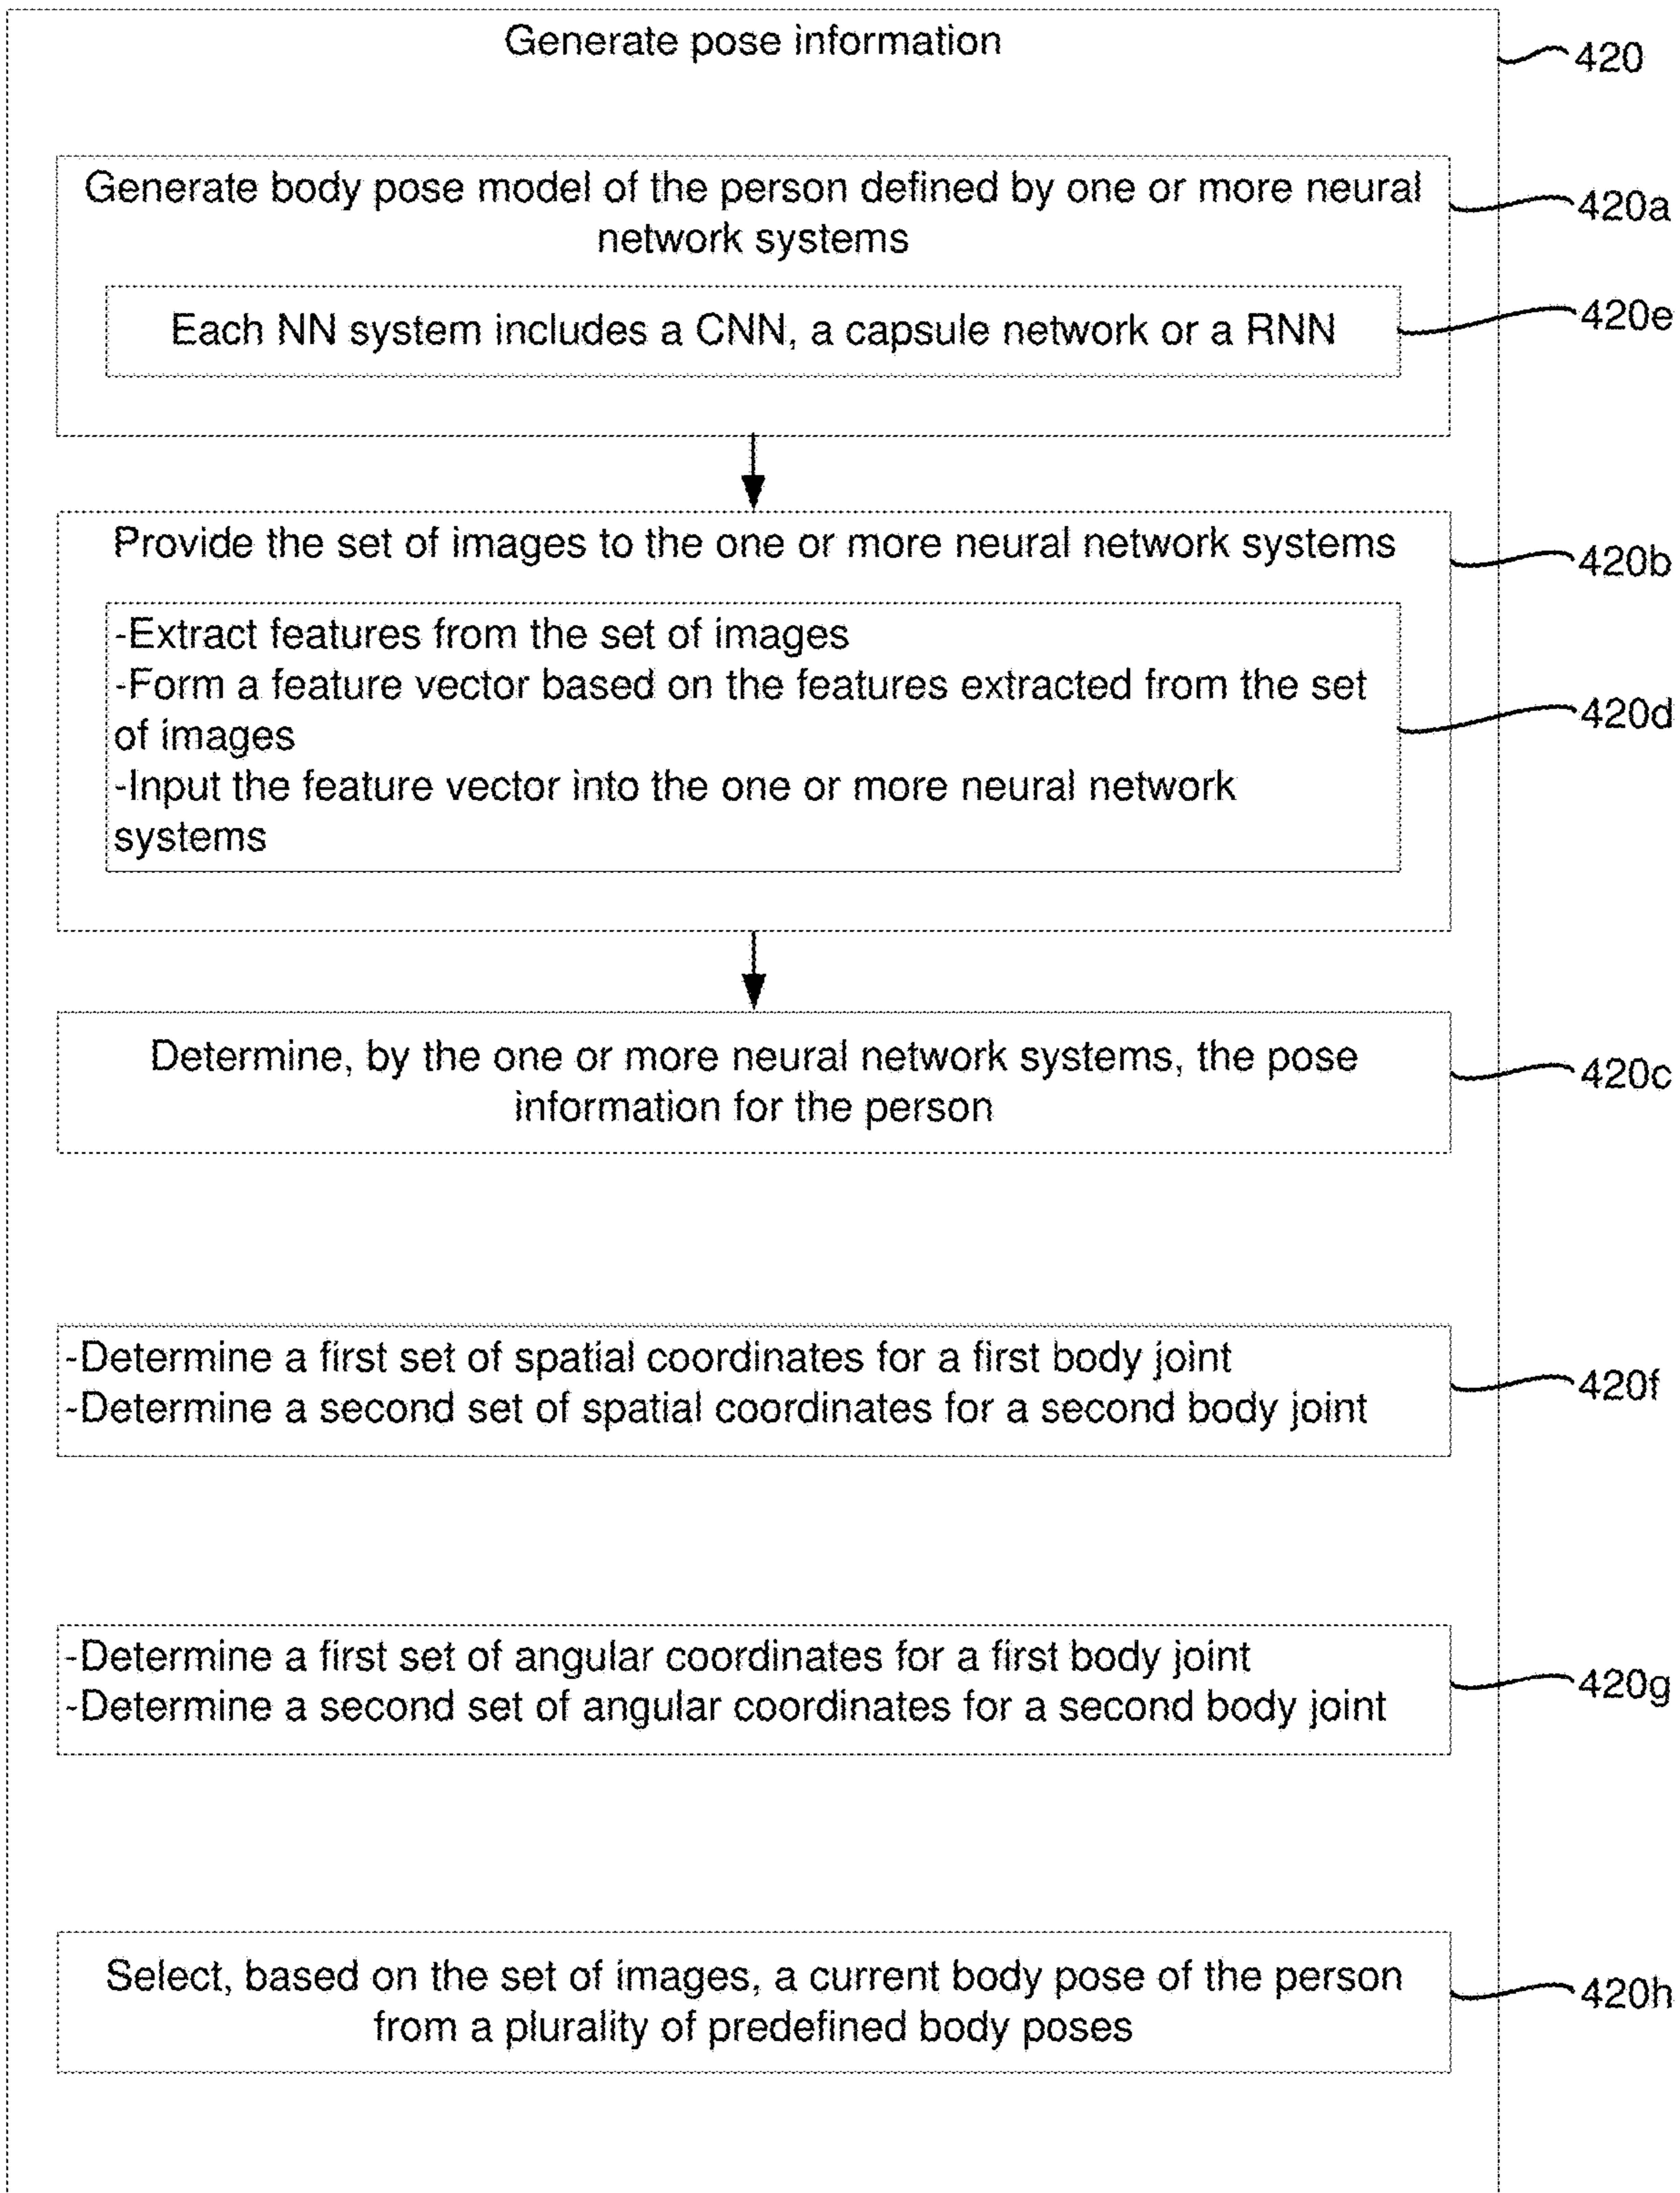 Generate pose information
420
Generate body pose model of the person defined by one or more neural
network systems
420a
Each NN system includes a CNN, a capsule network or a RNN
420e
Provide the set of images to the one or more neural network systems
420b
-Extract features from the set of images
-Form a feature vector based on the features extracted from the set
of images
-Input the feature vector into the one or more neural network
systems
420d
Determine, by the one or more neural network systems, the pose
information for the person
420c
-Determine a first set of spatial coordinates for a first body joint
-Determine a second set of spatial coordinates for a second body joint
420f
-Determine a first set of angular coordinates for a first body joint
-Determine a second set of angular coordinates for a second body joint
420g
Select, based on the set of images, a current body pose of the person
from a plurality of predefined body poses
420h